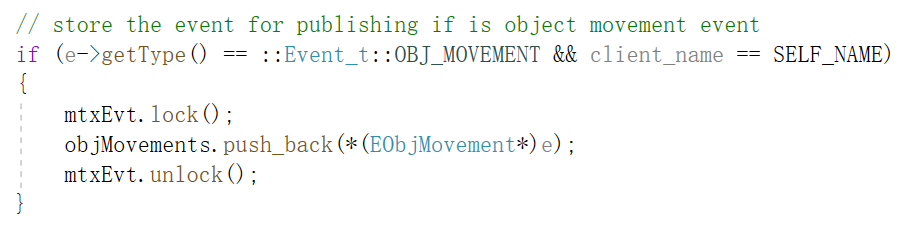 // store the event for publishing if is object movement event
if (e->getType() == ::Event_t::OBJ_MOVEMENT && client_name == SELF_NAME)
{
    mtxEvt.lock();
    objMovements.push_back(*(EObjMovement*)e);
    mtxEvt.unlock();
}